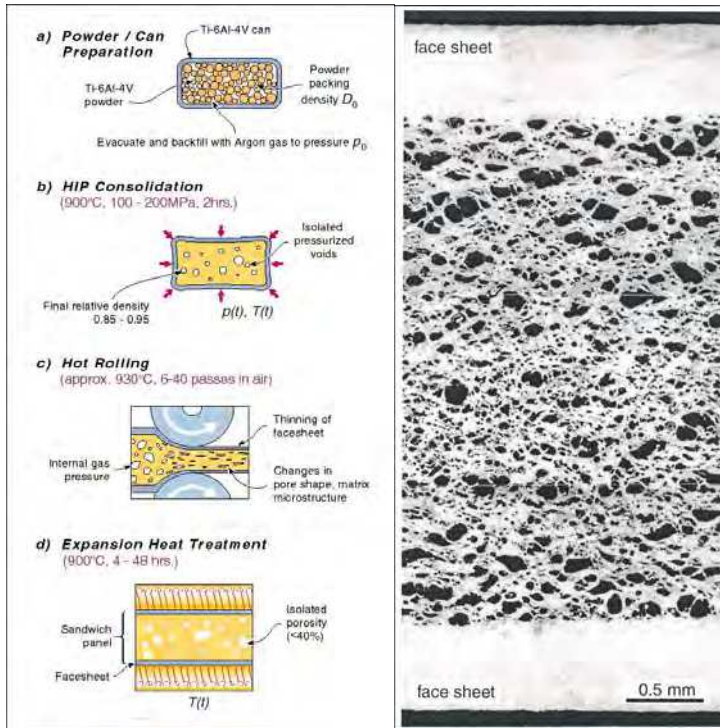 a) Powder / Can
Preparation
Ti-6Al-4V can
Ti-6Al-4V
powder
Powder
packing
density D₀
Evacuate and backfill with Argon gas to pressure p₀
b) HIP Consolidation
(900°C, 100 - 200MPa, 2hrs.)
Isolated
pressurized
voids
Final relative density
0.85 - 0.95
p(t), T(t)
c) Hot Rolling
(approx. 930°C, 6-40 passes in air)
Thinning of
facesheet
Internal gas
pressure
Changes in
pore shape, matrix
microstructure
d) Expansion Heat Treatment
(900°C, 4 - 48 hrs.)
Isolated
porosity
(<40%)
Sandwich
panel
Facesheet
T(t)
face sheet
face sheet
0.5 mm